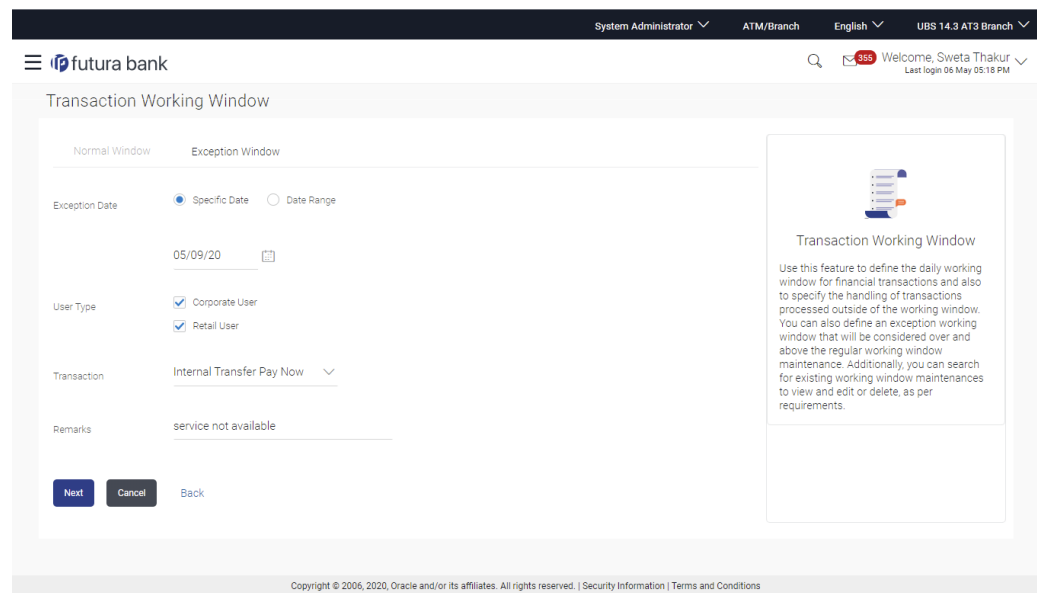 System Administrator ATM/Branch English UBS 14.3 AT3 Branch
futura bank 355 Welcome, Sweta Thakur
Last login 06 May 05:18 PM
Transaction Working Window
Normal Window Exception Window
Exception Date Specific Date Date Range
05/09/20
User Type Corporate User
Retail User
Transaction Internal Transfer Pay Now
Remarks service not available
Next Cancel Back
Transaction Working Window
Use this feature to define the daily working
window for financial transactions and also
to specify the handling of transactions
processed outside of the working window.
You can also define an exception working
window that will be considered over and
above the regular working window
maintenance. Additionally, you can search
for existing working window maintenances
to view and edit or delete, as per
requirements.
Copyright © 2006, 2020, Oracle and/or its affiliates. All rights reserved. | Security Information | Terms and Conditions